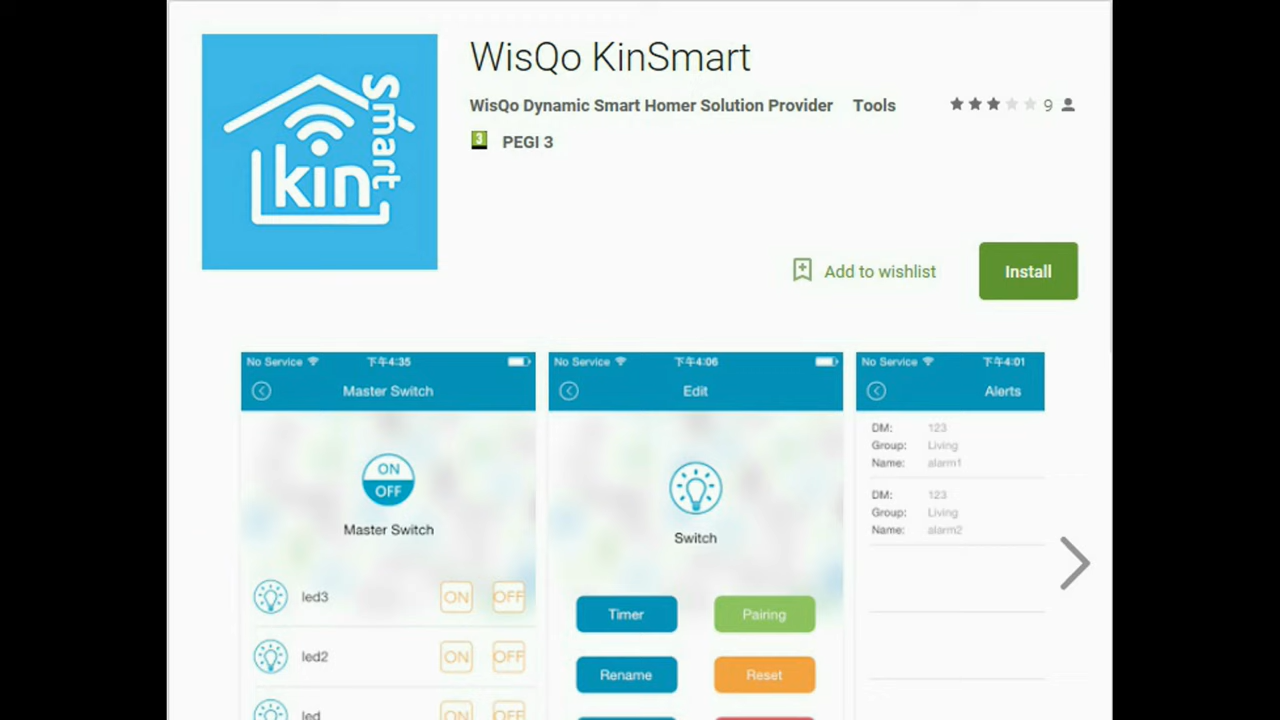 kin Smart
WisQo KinSmart
WisQo Dynamic Smart Homer Solution Provider Tools 9
3 PEGI 3
Add to wishlist Install
No Service 下午4:35
Master Switch
ON
OFF
Master Switch
led3 ON OFF
led2 ON OFF
led ON OFF
No Service 下午4:06
Edit
Switch
Timer Pairing
Rename Reset
No Service 下午4:01
Alerts
DM: 123
Group: Living
Name: alarm1
DM: 123
Group: Living
Name: alarm2